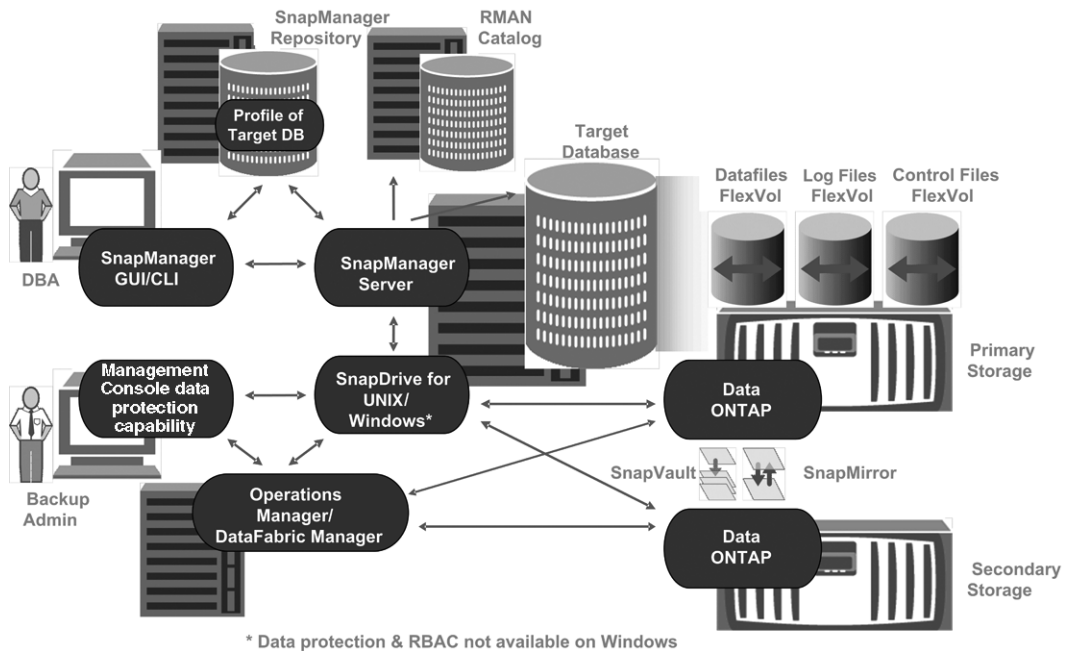 SnapManager
Repository
RMAN
Catalog
Profile of
Target DB
Target
Database
Datafiles
FlexVol
Log Files
FlexVol
Control Files
FlexVol
DBA
SnapManager
GUI/CLI
SnapManager
Server
Primary
Storage
Management
Console data
protection
capability
SnapDrive for
UNIX/
Windows*
Data
ONTAP
SnapVault
SnapMirror
Backup
Admin
Operations
Manager/
DataFabric Manager
Data
ONTAP
Secondary
Storage
* Data protection & RBAC not available on Windows